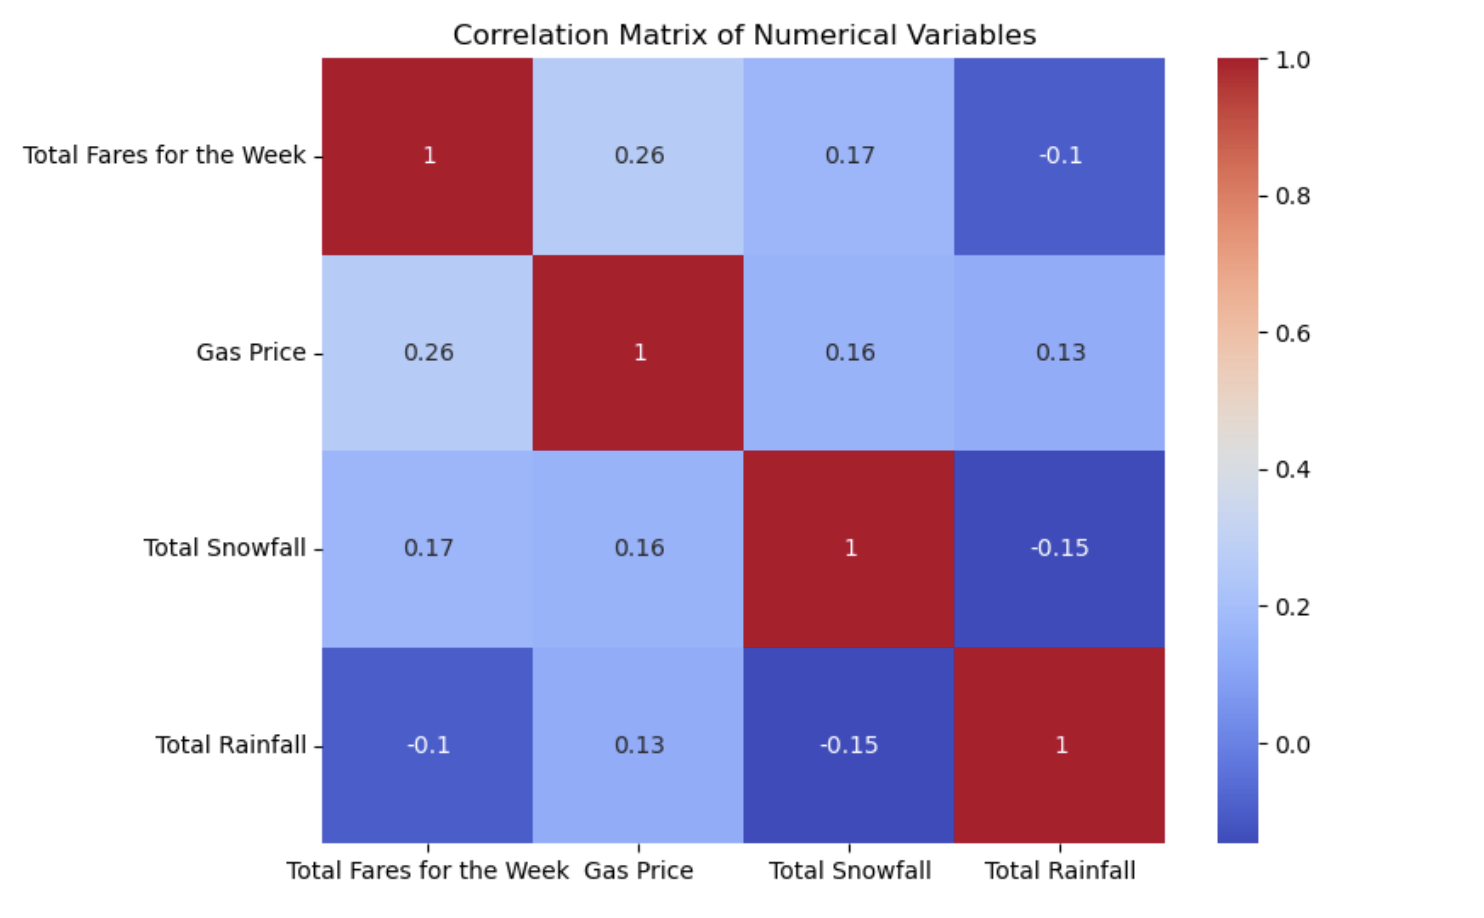 Correlation Matrix of Numerical Variables
Total Fares for the Week 1 0.26 0.17 -0.1
Gas Price 0.26 1 0.16 0.13
Total Snowfall 0.17 0.16 1 -0.15
Total Rainfall -0.1 0.13 -0.15 1
Total Fares for the Week Gas Price Total Snowfall Total Rainfall
1.0
0.8
0.6
0.4
0.2
0.0